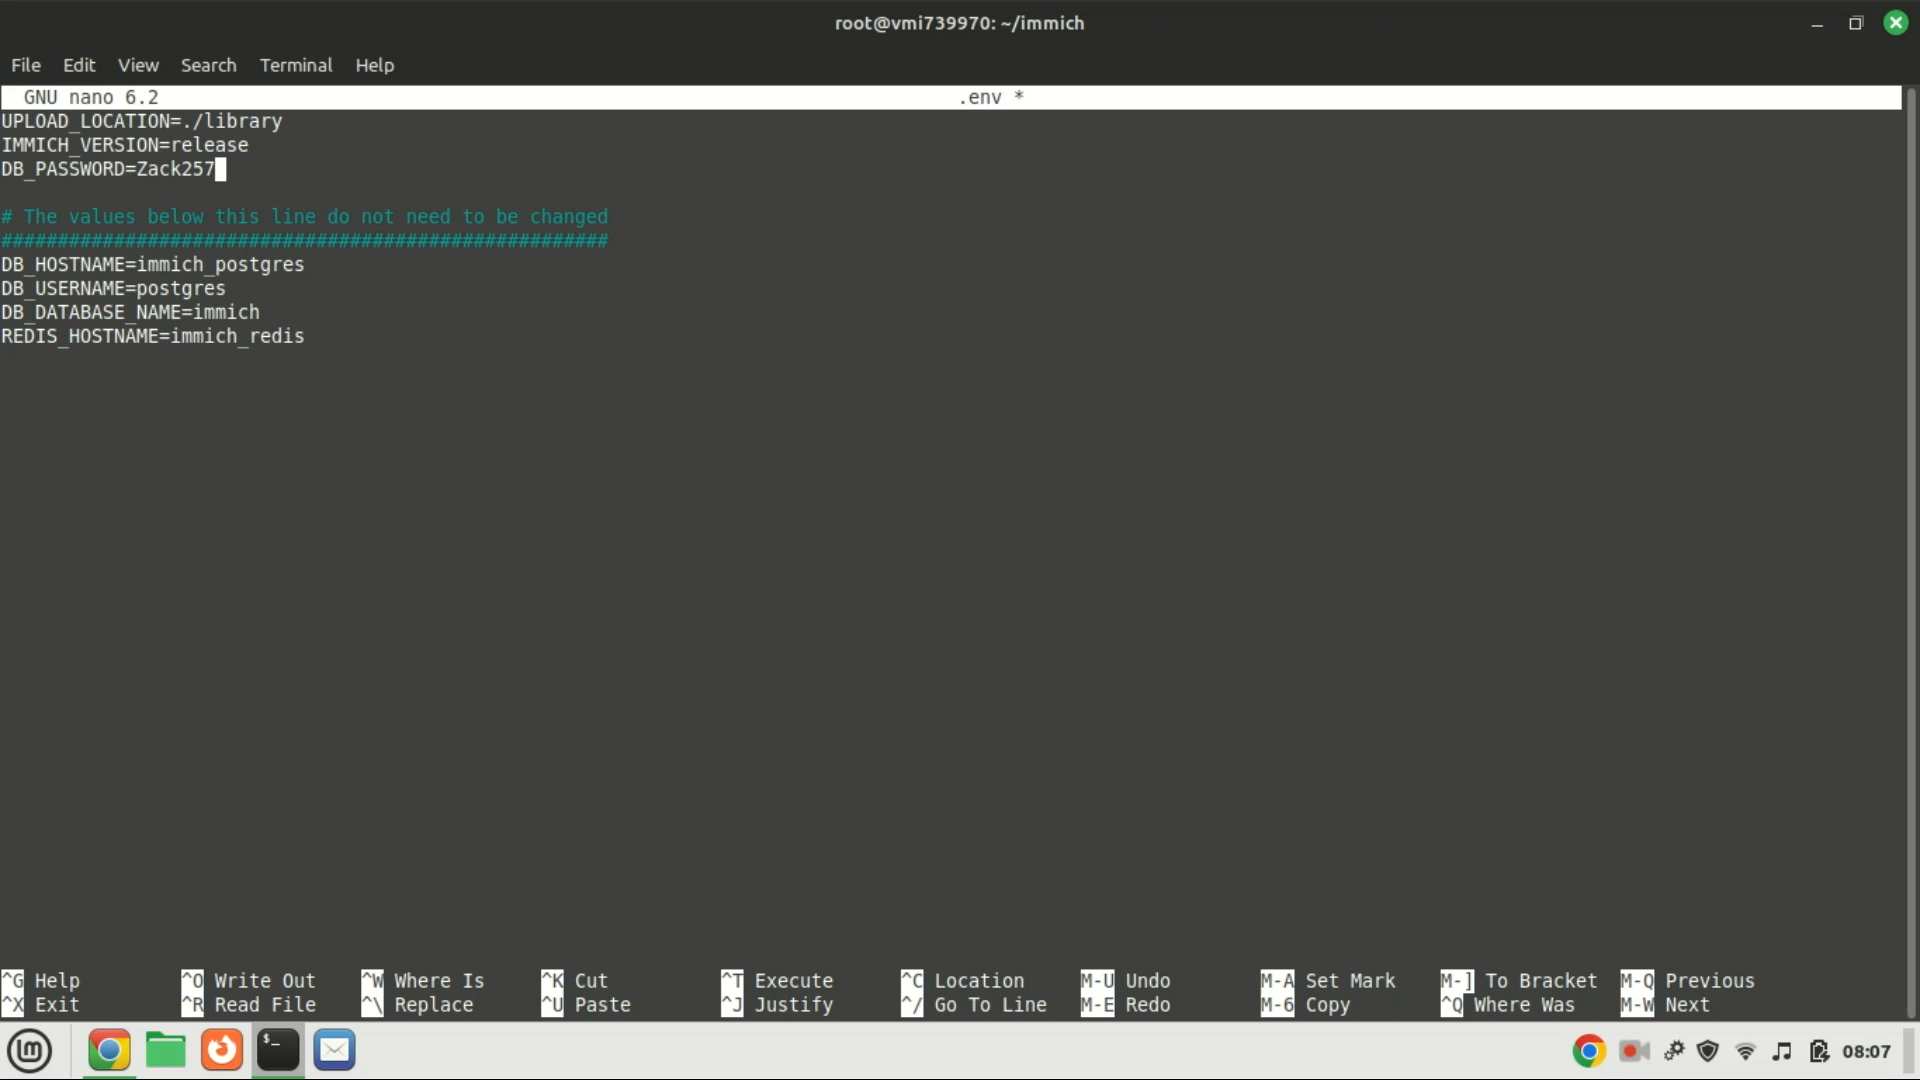 root@vmi739970: ~/immich
File Edit View Search Terminal Help
GNU nano 6.2 .env *
UPLOAD_LOCATION=./library
IMMICH_VERSION=release
DB_PASSWORD=Zack257
# The values below this line do not need to be changed
######################################################
DB_HOSTNAME=immich_postgres
DB_USERNAME=postgres
DB_DATABASE_NAME=immich
REDIS_HOSTNAME=immich_redis
^G Help ^O Write Out ^W Where Is ^K Cut ^T Execute ^C Location M-U Undo M-A Set Mark M-] To Bracket M-Q Previous
^X Exit ^R Read File ^\ Replace ^U Paste ^J Justify ^/ Go To Line M-E Redo M-6 Copy ^Q Where Was M-W Next
08:07